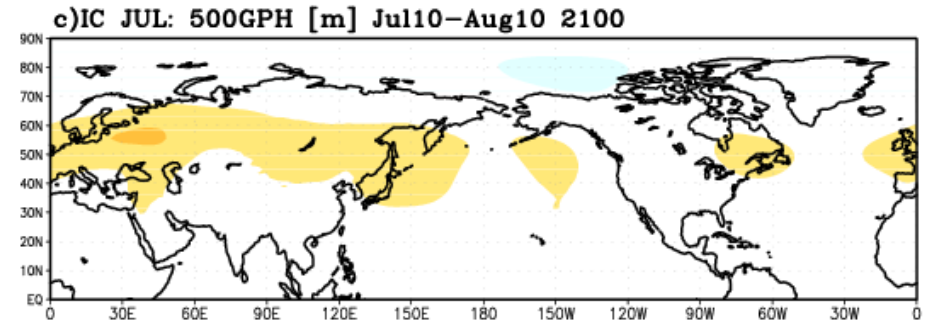 c)IC JUL: 500GPH [m] Jul10−Aug10 2100
90N
80N
70N
60N
50N
40N
30N
20N
10N
EQ
0 30E 60E 90E 120E 150E 180 150W 120W 90W 60W 30W 0